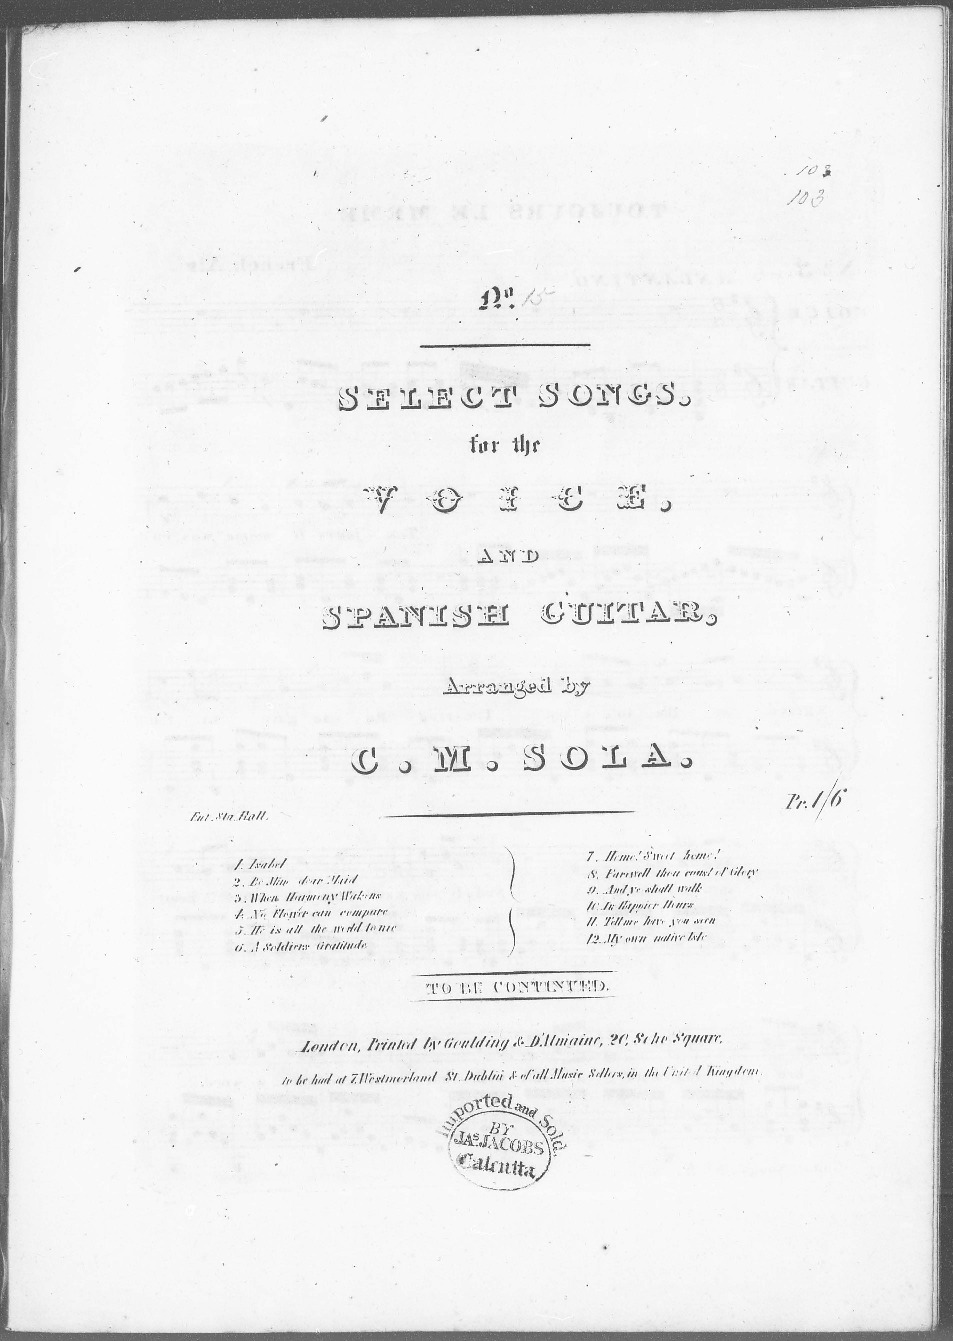 103
103
No. 15
SELECT SONGS,
for the
VOICE,
AND
SPANISH GUITAR,
Arranged by
C. M. SOLA.
Ent. Sta. Hall.
Pr. 1/6
1. Isabel
2. Be Mine dear Maid
3. When Harmony Wakens
4. No Flow'r can compare
5. He is all the world to me
6. A Soldiers Gratitude
7. Home! Sweet home!
8. Farewell thou coast of Glory
9. And ye shall walk
10. In Happier Hours
11. Tell me have you seen
12. My own native Isle
TO BE CONTINUED.
London, Printed by Goulding & D'Almaine, 20, Soho Square,
to be had at 7, Westmorland St. Dublin & of all Music Sellers, in the United Kingdom.
Imported and Sold
BY
JAs. JACOBS
Calcutta